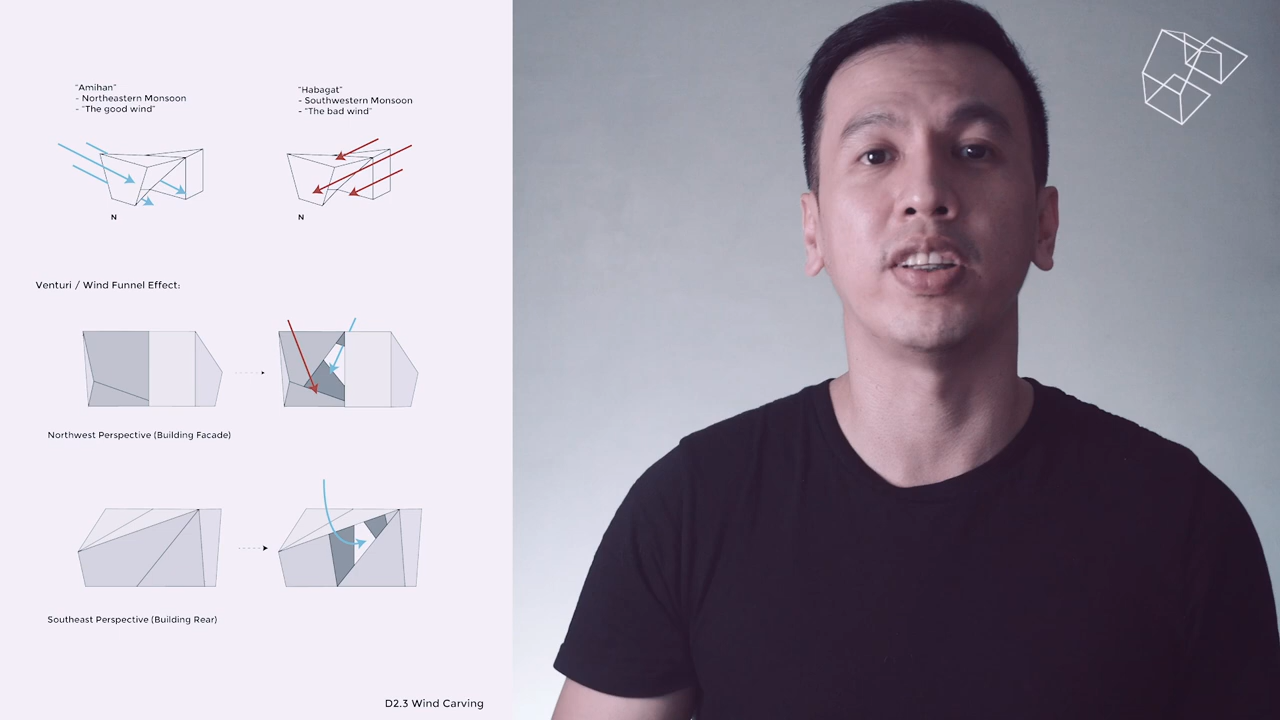 "Amihan"
- Northeastern Monsoon
- "The good wind"
"Habagat"
- Southwestern Monsoon
- "The bad wind"
N
N
Venturi / Wind Funnel Effect:
Northwest Perspective (Building Facade)
Southeast Perspective (Building Rear)
D2.3 Wind Carving